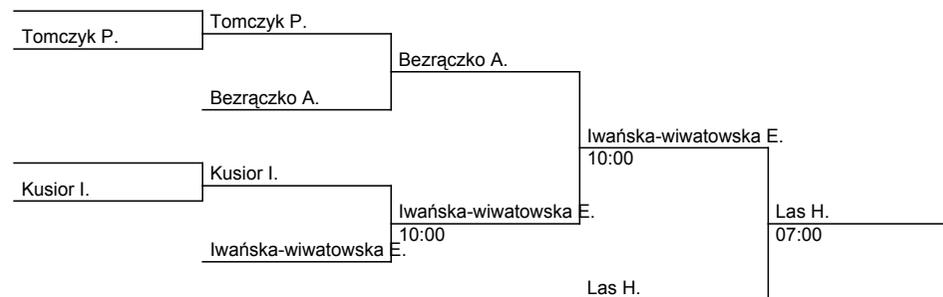 Tomczyk P.
Tomczyk P.
Bezrączko A.
Bezrączko A.
Iwańska-wiwatowska E.
10:00
Kusior I.
Kusior I.
Iwańska-wiwatowska E.
10:00
Las H.
07:00
Iwańska-wiwatowska E.
Las H.